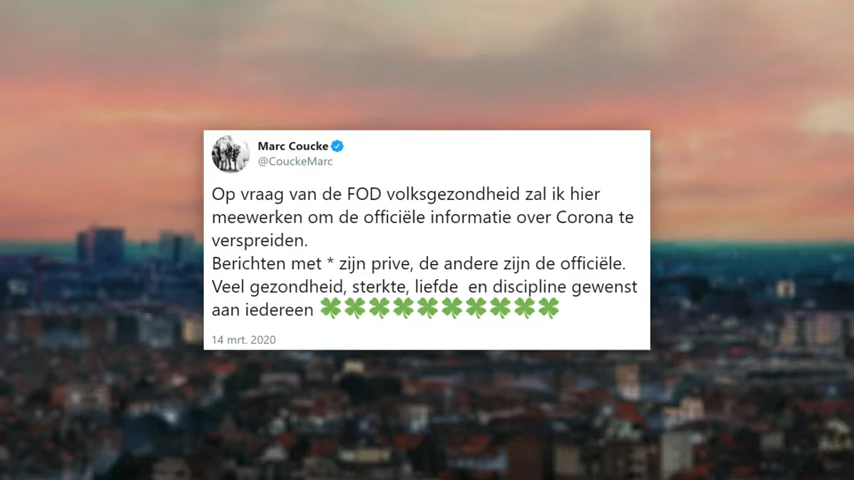 Marc Coucke
@CouckeMarc
Op vraag van de FOD volksgezondheid zal ik hier
meewerken om de officiële informatie over Corona te
verspreiden.
Berichten met * zijn prive, de andere zijn de officiële.
Veel gezondheid, sterkte, liefde  en discipline gewenst
aan iedereen 🍀🍀🍀🍀🍀🍀🍀🍀🍀🍀
14 mrt. 2020